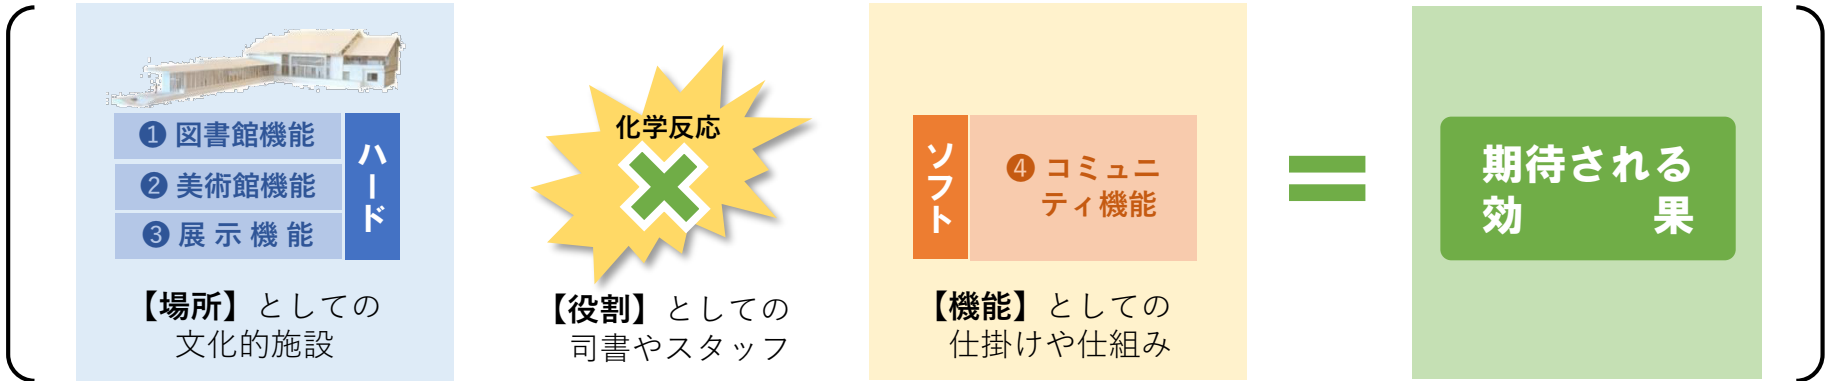 ❶ 図書館機能
❷ 美術館機能
❸ 展示機能
ハード
【場所】としての
文化的施設
化学反応
【役割】としての
司書やスタッフ
ソフト
❹ コミュニ
ティ機能
【機能】としての
仕掛けや仕組み
=
期待される
効果